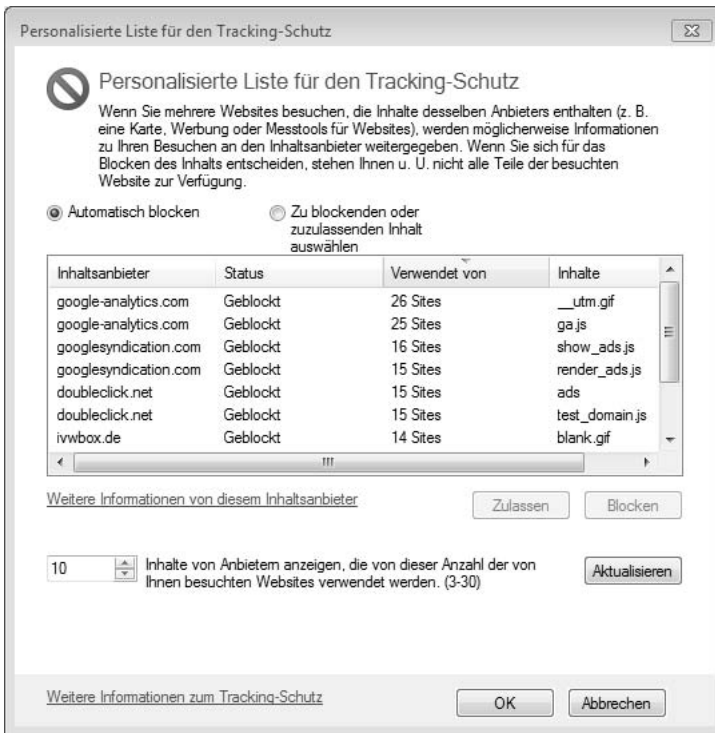 Personalisierte Liste für den Tracking-Schutz
Personalisierte Liste für den Tracking-Schutz
Wenn Sie mehrere Websites besuchen, die Inhalte desselben Anbieters enthalten (z. B.
eine Karte, Werbung oder Messtools für Websites), werden möglicherweise Informationen
zu Ihren Besuchen an den Inhaltsanbieter weitergegeben. Wenn Sie sich für das
Blocken des Inhalts entscheiden, stehen Ihnen u. U. nicht alle Teile der besuchten
Website zur Verfügung.
Automatisch blocken
Zu blockenden oder
zuzulassenden Inhalt
auswählen
Inhaltsanbieter Status Verwendet von Inhalte
google-analytics.com Geblockt 26 Sites __utm.gif
google-analytics.com Geblockt 25 Sites ga.js
googlesyndication.com Geblockt 16 Sites show_ads.js
googlesyndication.com Geblockt 15 Sites render_ads.js
doubleclick.net Geblockt 15 Sites ads
doubleclick.net Geblockt 15 Sites test_domain.js
ivwbox.de Geblockt 14 Sites blank.gif
Weitere Informationen von diesem Inhaltsanbieter Zulassen Blocken
10 Inhalte von Anbietern anzeigen, die von dieser Anzahl der von
Ihnen besuchten Websites verwendet werden. (3-30)
Aktualisieren
Weitere Informationen zum Tracking-Schutz OK Abbrechen